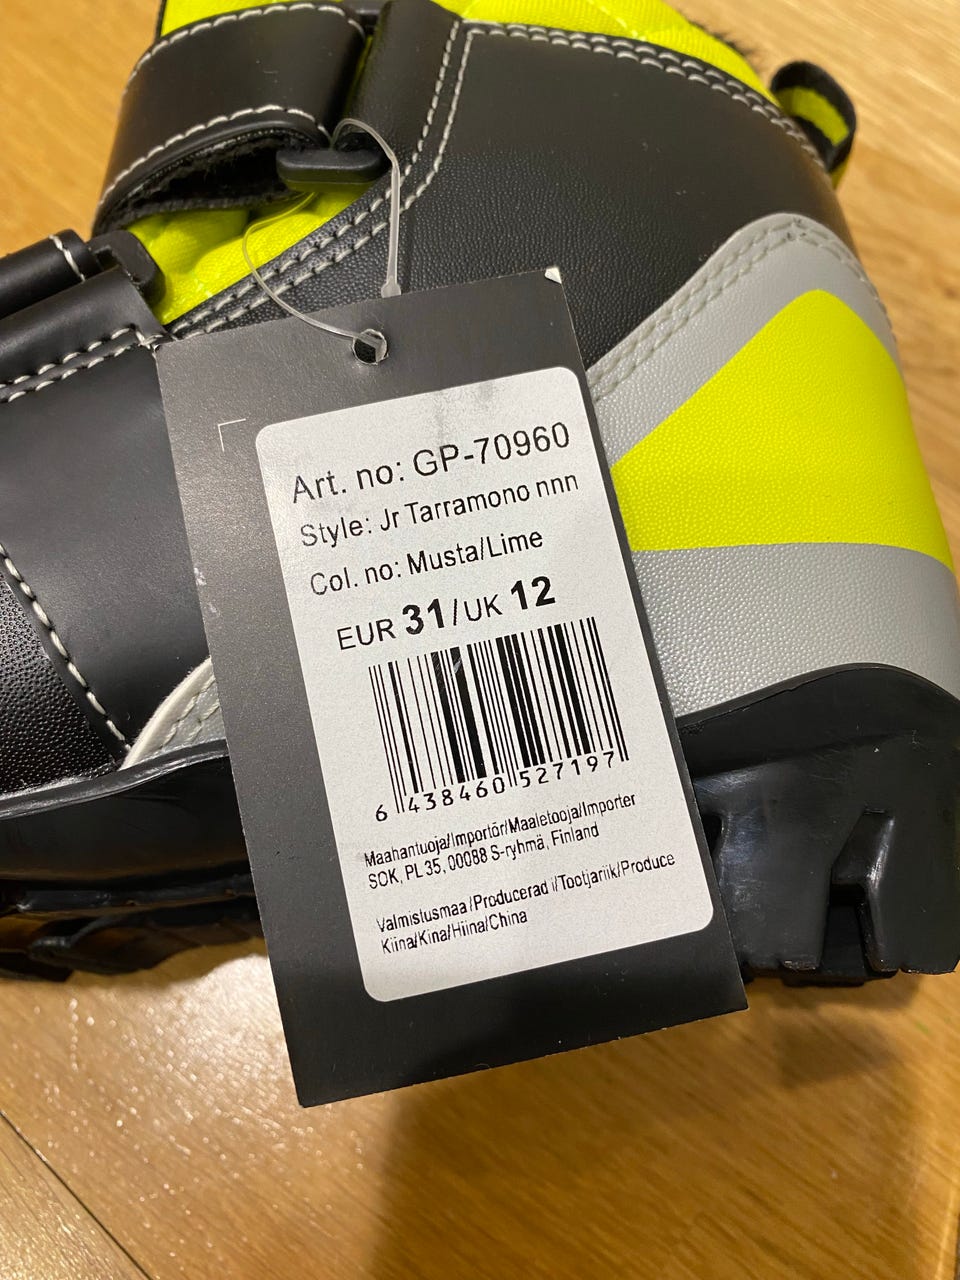 Art. no: GP-70960
Style: Jr Tarramono nnn
Col. no: Musta/Lime
EUR 31/UK 12
6 438460 527197
Maahantuoja/Importör/Maaletooja/Importer
SOK, PL 35, 00088 S-ryhmä, Finland
Valmistusmaa/Producerad i/Tootjariik/Produce
Kiina/Kina/Hiina/China